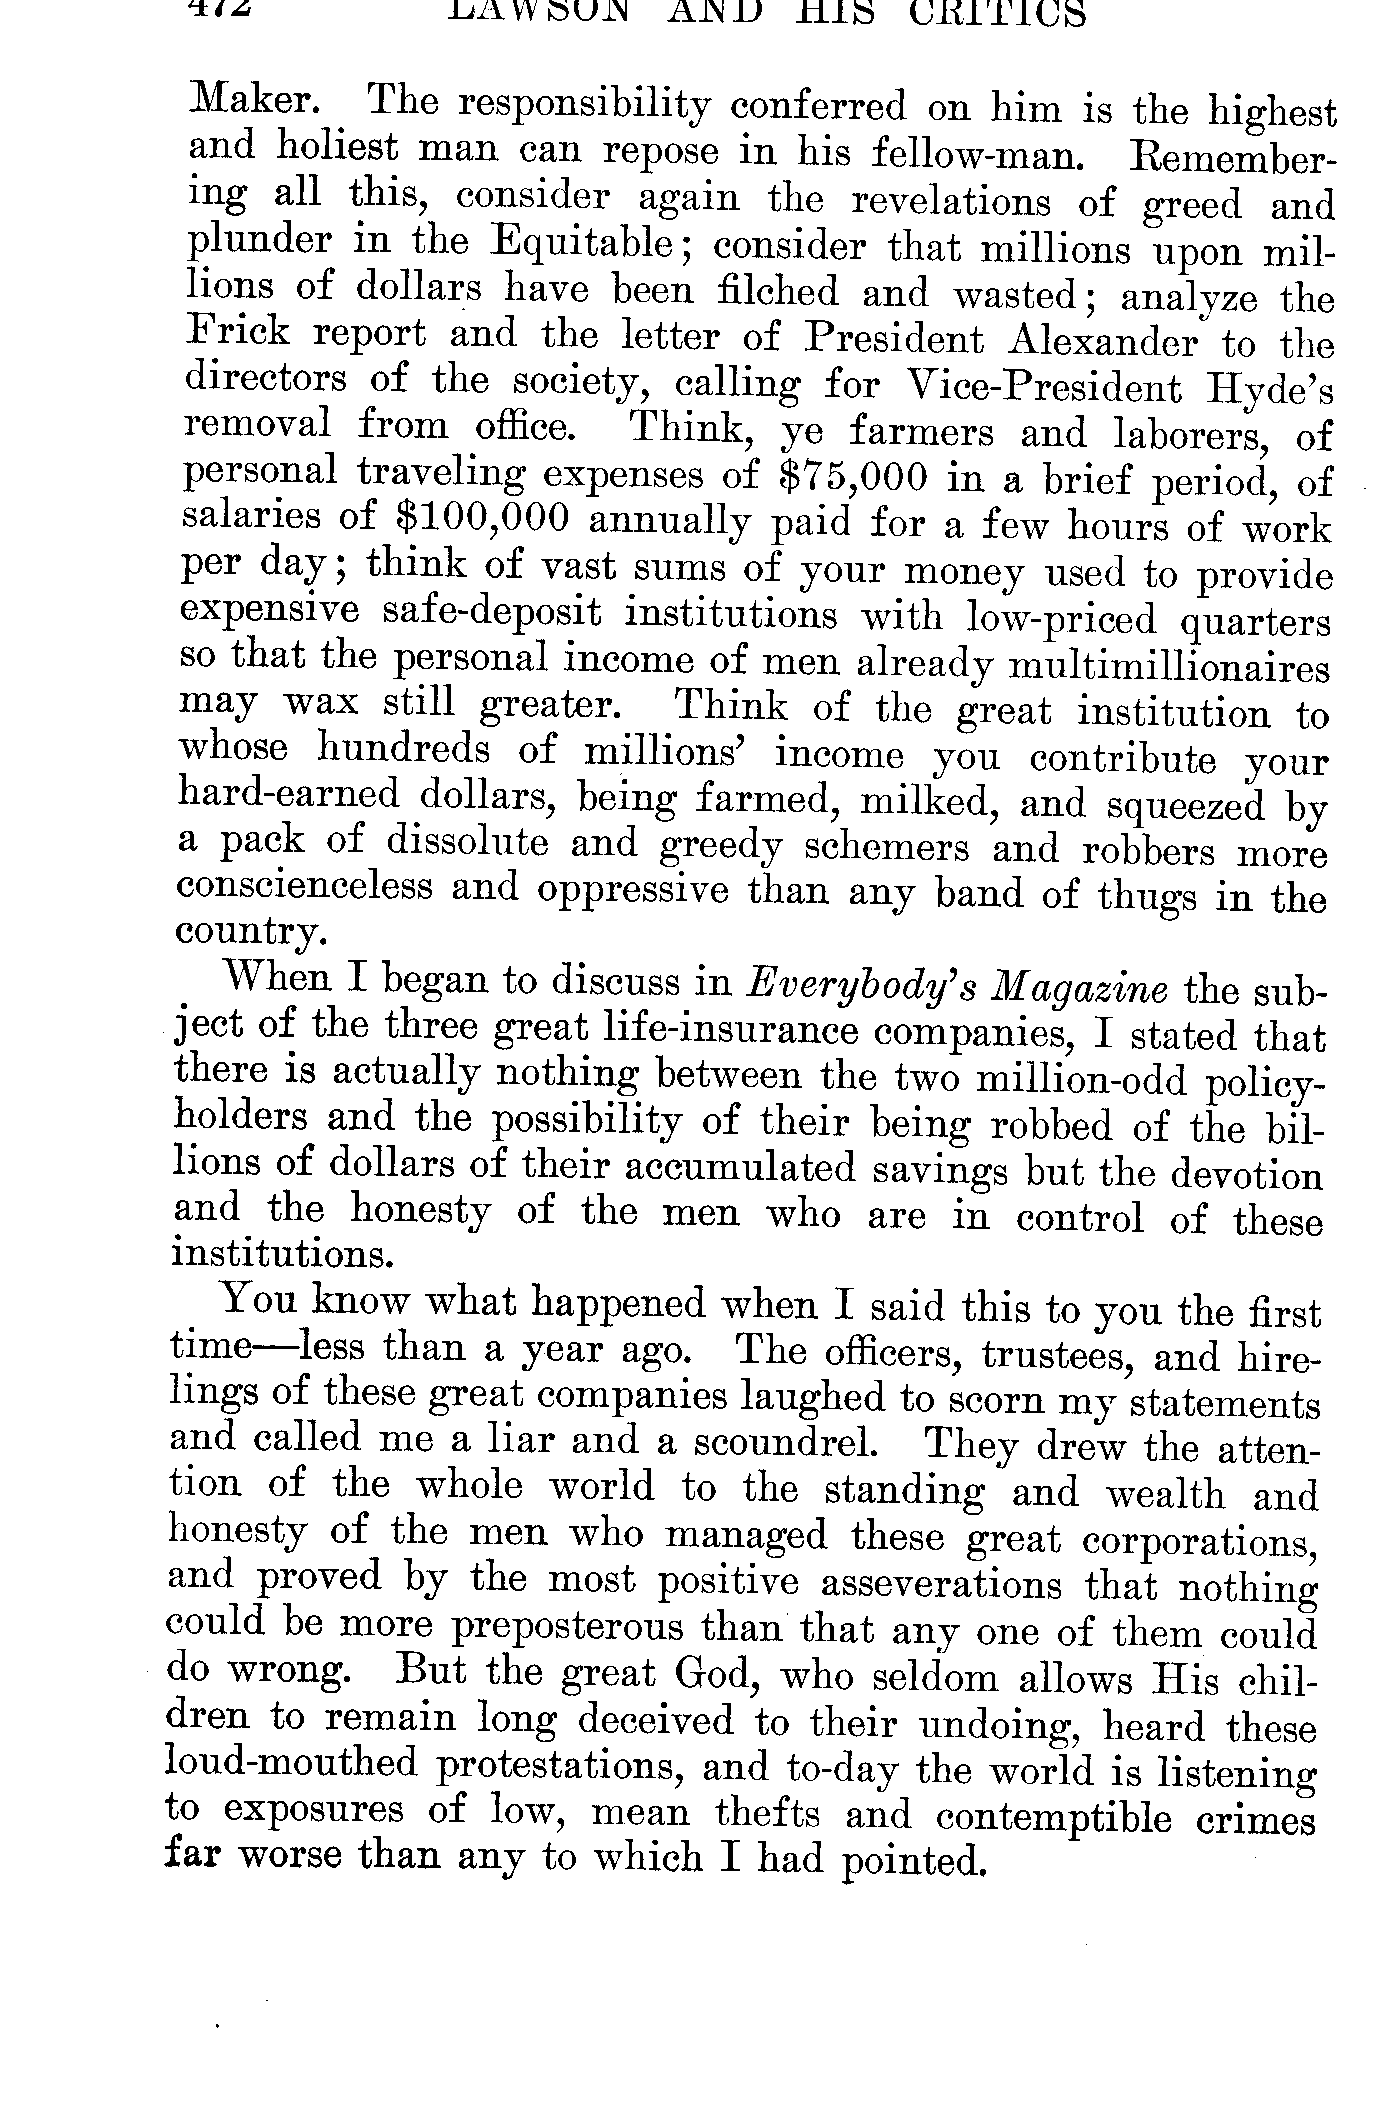 472 LAWSON AND HIS CRITICS
Maker. The responsibility conferred on him is the highest
and holiest man can repose in his fellow-man. Remember-
ing all this, consider again the revelations of greed and
plunder in the Equitable; consider that millions upon mil-
lions of dollars have been filched and wasted; analyze the
Frick report and the letter of President Alexander to the
directors of the society, calling for Vice-President Hyde's
removal from office. Think, ye farmers and laborers, of
personal traveling expenses of $75,000 in a brief period, of
salaries of $100,000 annually paid for a few hours of work
per day; think of vast sums of your money used to provide
expensive safe-deposit institutions with low-priced quarters
so that the personal income of men already multimillionaires
may wax still greater. Think of the great institution to
whose hundreds of millions' income you contribute your
hard-earned dollars, being farmed, milked, and squeezed by
a pack of dissolute and greedy schemers and robbers more
conscienceless and oppressive than any band of thugs in the
country.
When I began to discuss in Everybody's Magazine the sub-
ject of the three great life-insurance companies, I stated that
there is actually nothing between the two million-odd policy-
holders and the possibility of their being robbed of the bil-
lions of dollars of their accumulated savings but the devotion
and the honesty of the men who are in control of these
institutions.
You know what happened when I said this to you the first
time—less than a year ago. The officers, trustees, and hire-
lings of these great companies laughed to scorn my statements
and called me a liar and a scoundrel. They drew the atten-
tion of the whole world to the standing and wealth and
honesty of the men who managed these great corporations,
and proved by the most positive asseverations that nothing
could be more preposterous than that any one of them could
do wrong. But the great God, who seldom allows His chil-
dren to remain long deceived to their undoing, heard these
loud-mouthed protestations, and to-day the world is listening
to exposures of low, mean thefts and contemptible crimes
far worse than any to which I had pointed.